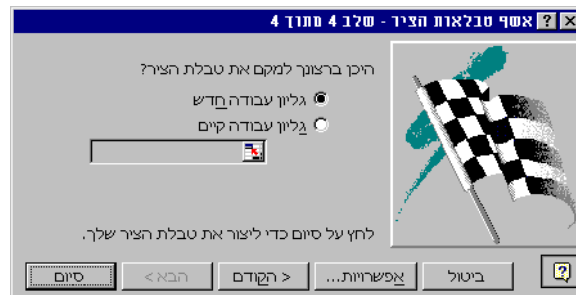 אשף טבלאות הציר - שלב 4 מתוך 4
היכן ברצונך למקם את טבלת הציר?
גליון עבודה חדש
גליון עבודה קיים
לחץ על סיום כדי ליצור את טבלת הציר שלך.
ביטול
אפשרויות...
< הקודם
הבא >
סיום